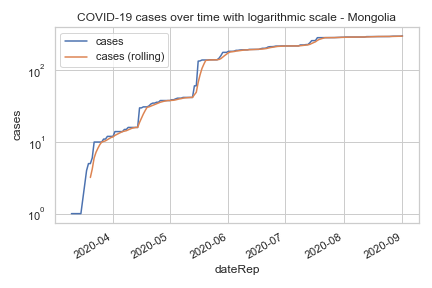 COVID-19 cases over time with logarithmic scale - Mongolia
cases
cases (rolling)
10²
10¹
10⁰
cases
2020-04
2020-05
2020-06
2020-07
2020-08
2020-09
dateRep